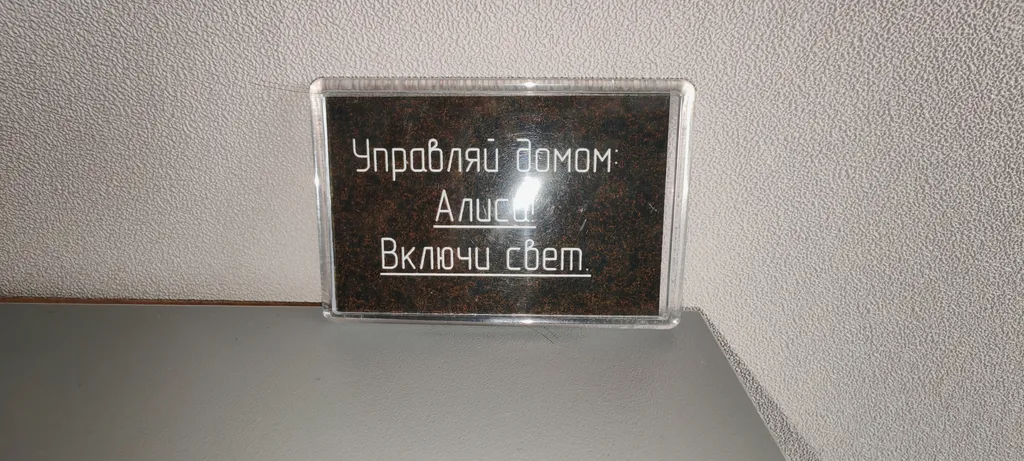 Управляй домом:
Алиса!
Включи свет.